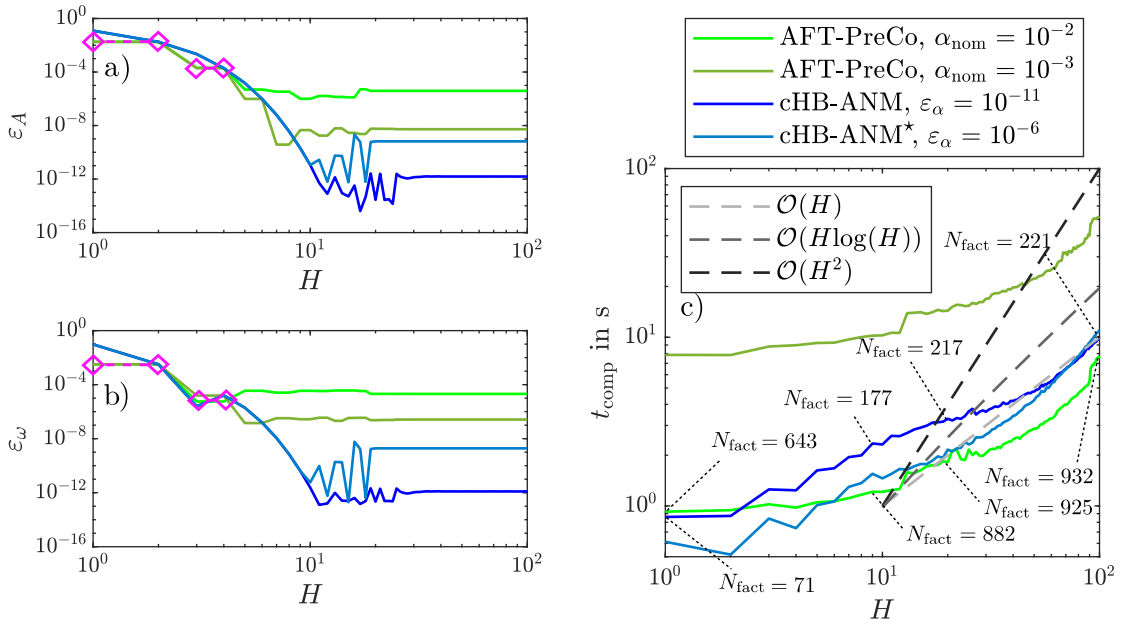 10^0
10^-4
10^-8
10^-12
10^-16
ε_A
a)
10^0
10^1
10^2
H
10^0
10^-4
10^-8
10^-12
10^-16
ε_ω
b)
10^0
10^1
10^2
H
AFT-PreCo, α_nom = 10^-2
AFT-PreCo, α_nom = 10^-3
cHB-ANM, ε_α = 10^-11
cHB-ANM★, ε_α = 10^-6
10^2
10^1
10^0
t_comp in s
O(H)
O(Hlog(H))
O(H^2)
c)
N_fact = 221
N_fact = 217
N_fact = 177
N_fact = 643
N_fact = 932
N_fact = 925
N_fact = 882
N_fact = 71
10^0
10^1
10^2
H